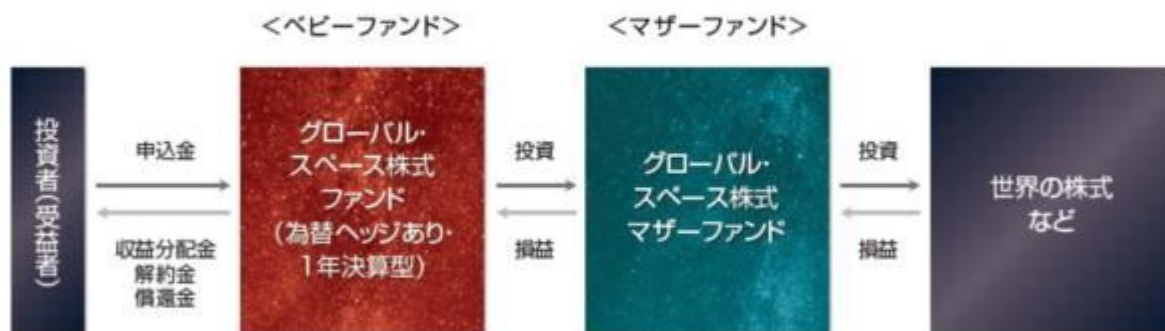 <ベビーファンド>
<マザーファンド>
投資者(受益者)
申込金
収益分配金
解約金
償還金
グローバル・
スペース株式
ファンド
(為替ヘッジあり・
1年決算型)
投資
損益
グローバル・
スペース株式
マザーファンド
投資
損益
世界の株式
など